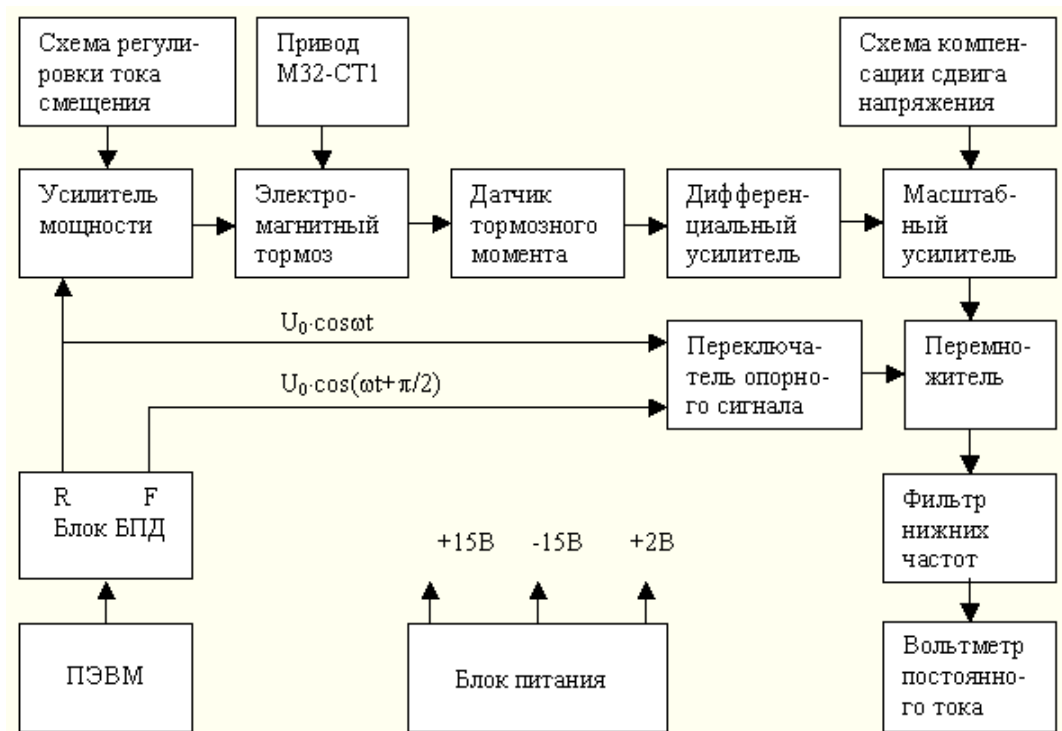 Схема регули-
ровки тока
смещения
Привод
М32-СТ1
Схема компен-
сации сдвига
напряжения
Усилитель
мощности
Электро-
магнитный
тормоз
Датчик
тормозного
момента
Дифферен-
циальный
усилитель
Масштаб-
ный
усилитель
U₀·cosωt
U₀·cos(ωt+π/2)
Переключа-
тель опорно-
го сигнала
Перемно-
житель
R F
Блок БПД
+15В -15В +2В
Фильтр
нижних
частот
ПЭВМ
Блок питания
Вольтметр
постоянно-
го тока